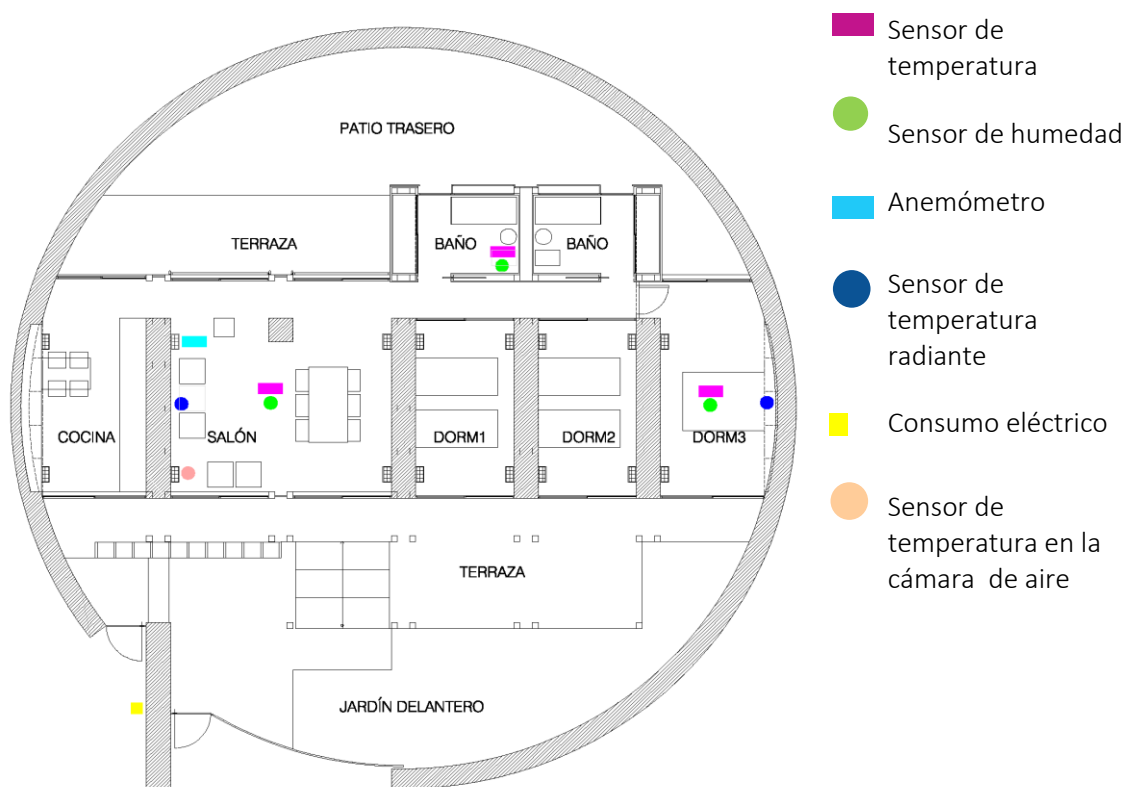 PATIO TRASERO
TERRAZA
BAÑO
BAÑO
COCINA
SALÓN
DORM1
DORM2
DORM3
TERRAZA
JARDÍN DELANTERO
Sensor de
temperatura
Sensor de humedad
Anemómetro
Sensor de
temperatura
radiante
Consumo eléctrico
Sensor de
temperatura en la
cámara de aire